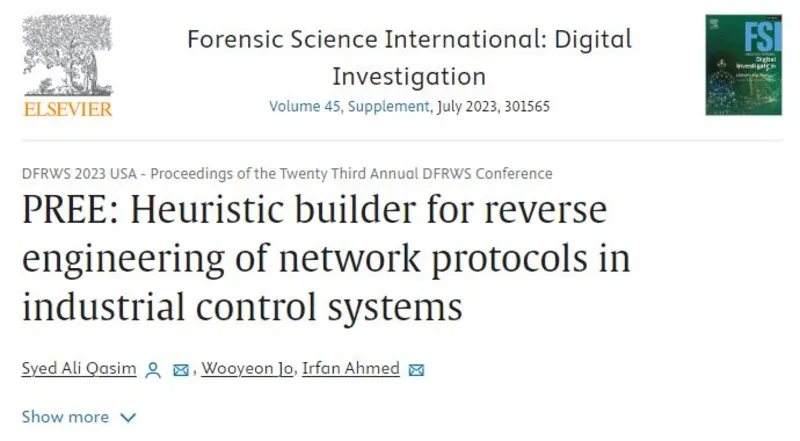 ELSEVIER
Forensic Science International: Digital
Investigation
Volume 45, Supplement, July 2023, 301565
FSI
Digital
Investigation
DFRWS 2023 USA - Proceedings of the Twenty Third Annual DFRWS Conference
PREE: Heuristic builder for reverse
engineering of network protocols in
industrial control systems
Syed Ali Qasim, Wooyeon Jo, Irfan Ahmed
Show more